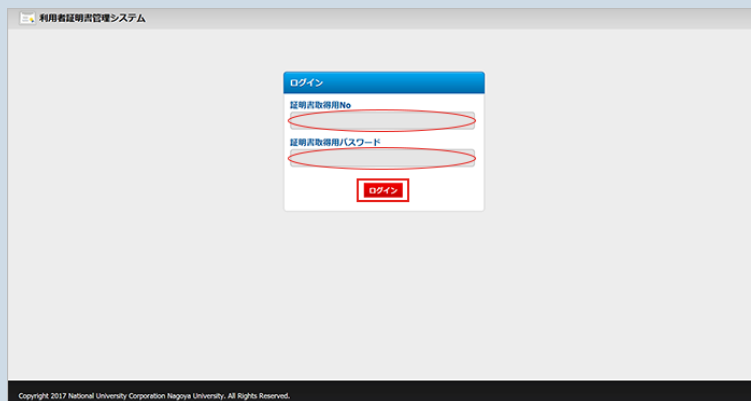 利用者証明書管理システム
ログイン
証明書取得用No
証明書取得用パスワード
ログイン
Copyright 2017 National University Corporation Nagoya University. All Rights Reserved.